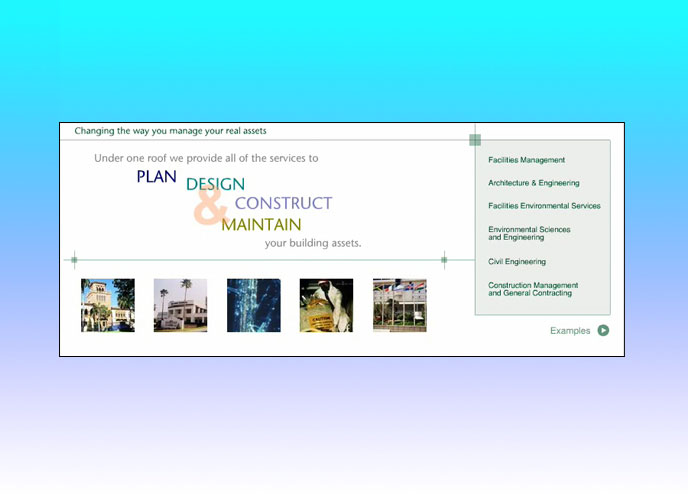 Changing the way you manage your real assets
Under one roof we provide all of the services to
PLAN
DESIGN
&
CONSTRUCT
MAINTAIN
your building assets.
Facilities Management
Architecture & Engineering
Facilities Environmental Services
Environmental Sciences
and Engineering
Civil Engineering
Construction Management
and General Contracting
CAUTION
Examples